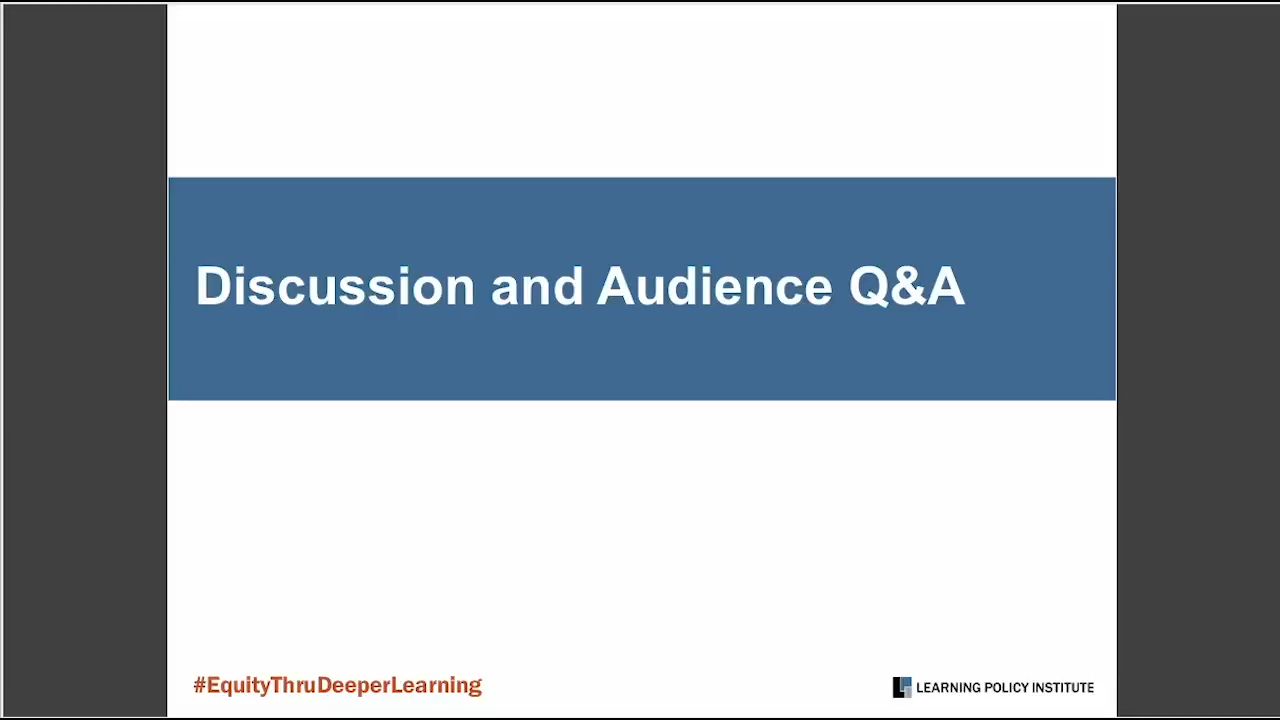 Discussion and Audience Q&A
#EquityThruDeeperLearning
LEARNING POLICY INSTITUTE